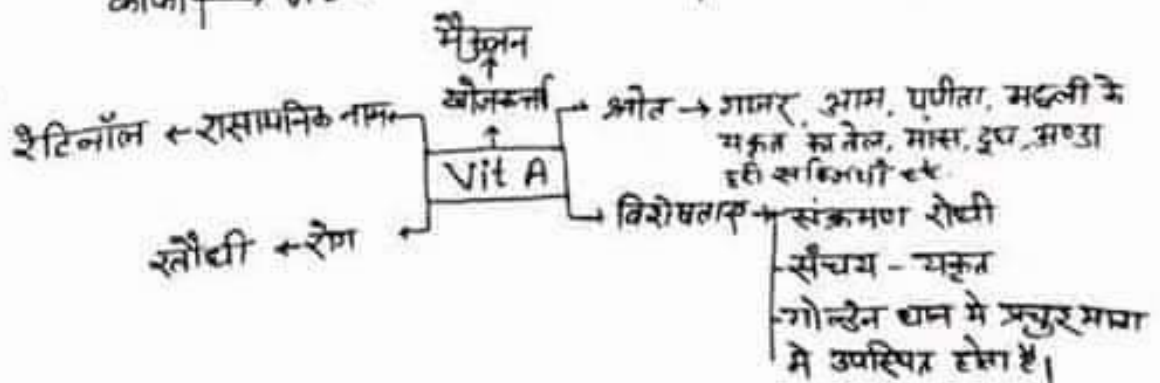 मैकुलन
↑
खोजकर्त्ता
↑
Vit A
रेटिनॉल ← रासायनिक नाम
रतौंधी ← रोग
श्रोत → गाजर, आम, पपीता, मछली के
यकृत का तेल, मांस, दूध, अण्डा
हरी सब्जियाँ etc.
विशेषताएं → संक्रमण रोधी
संचय - यकृत
गोल्डेन धान मे प्रचुर मात्रा
मे उपस्थित होता है।